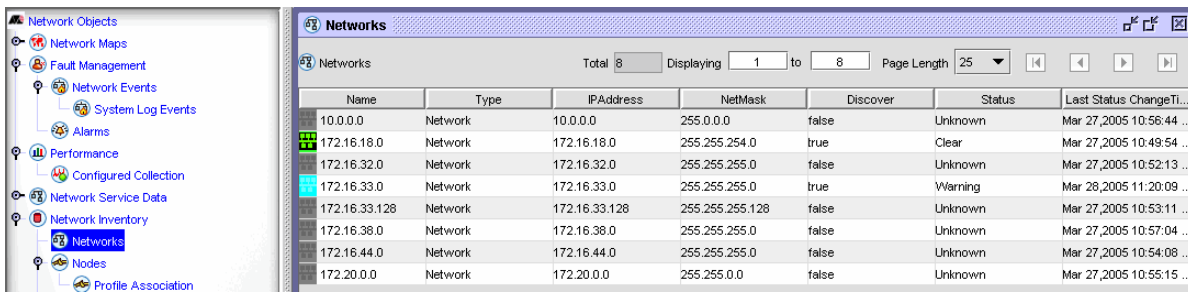 Network Objects
Network Maps
Fault Management
Network Events
System Log Events
Alarms
Performance
Configured Collection
Network Service Data
Network Inventory
Networks
Nodes
Profile Association
Networks
Networks Total 8 Displaying 1 to 8 Page Length 25
Name Type IPAddress NetMask Discover Status Last Status ChangeTi...
10.0.0.0 Network 10.0.0.0 255.0.0.0 false Unknown Mar 27,2005 10:56:44 ..
172.16.18.0 Network 172.16.18.0 255.255.254.0 true Clear Mar 27,2005 10:49:54 ..
172.16.32.0 Network 172.16.32.0 255.255.255.0 false Unknown Mar 27,2005 10:52:13 ..
172.16.33.0 Network 172.16.33.0 255.255.255.0 true Warning Mar 28,2005 11:20:09 ..
172.16.33.128 Network 172.16.33.128 255.255.255.128 false Unknown Mar 27,2005 10:53:11 ..
172.16.38.0 Network 172.16.38.0 255.255.255.0 false Unknown Mar 27,2005 10:57:04 ..
172.16.44.0 Network 172.16.44.0 255.255.255.0 false Unknown Mar 27,2005 10:54:08 ..
172.20.0.0 Network 172.20.0.0 255.255.0.0 false Unknown Mar 27,2005 10:55:15 ..